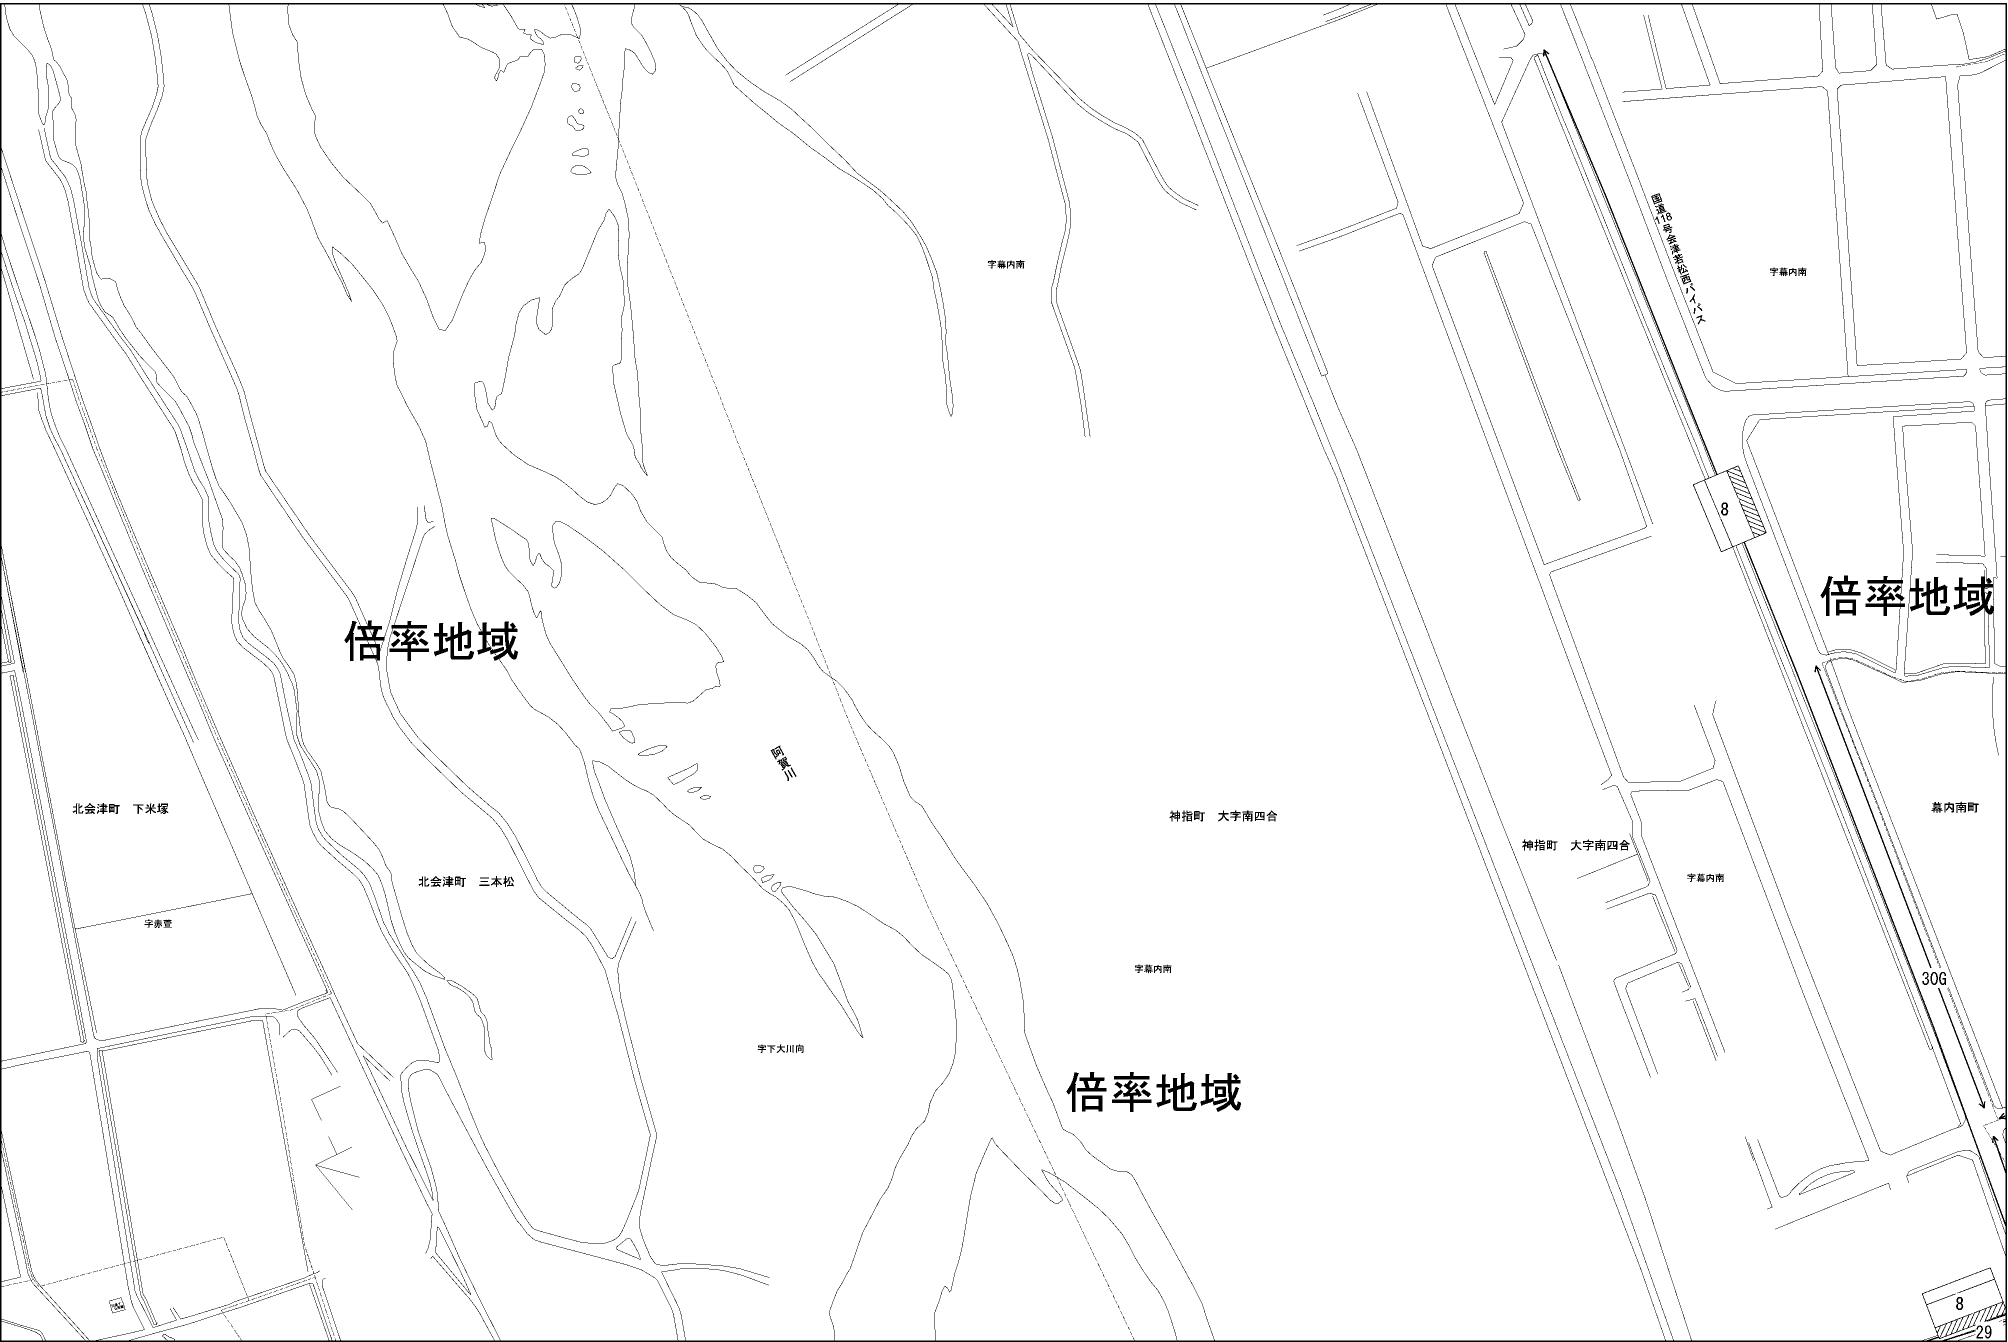 国道118号会津若松西バイパス
字幕内南
字幕内南
8
倍率地域
倍率地域
阿賀川
北会津町　下米塚
神指町　大字南四合
幕内南町
神指町　大字南四合
北会津町　三本松
字幕内南
字赤萱
字幕内南
30G
字下大川向
倍率地域
8
29